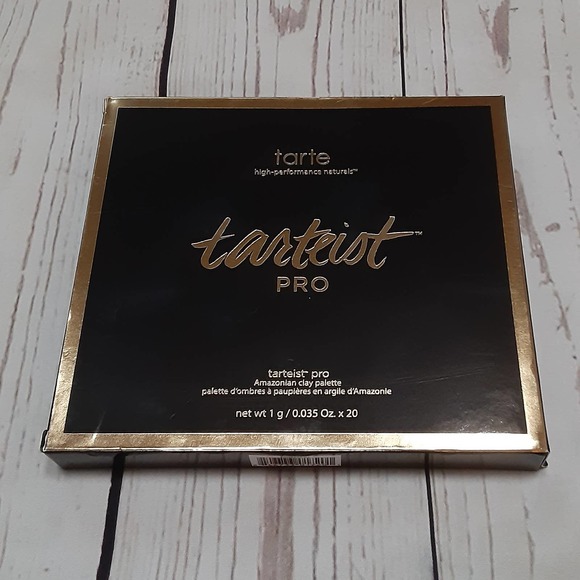 tarte
high-performance naturals™
tarteist™
PRO
tarteist™ pro
Amazonian clay palette
palette d'ombres à paupières en argile d'Amazonie
net wt 1 g / 0.035 Oz. x 20